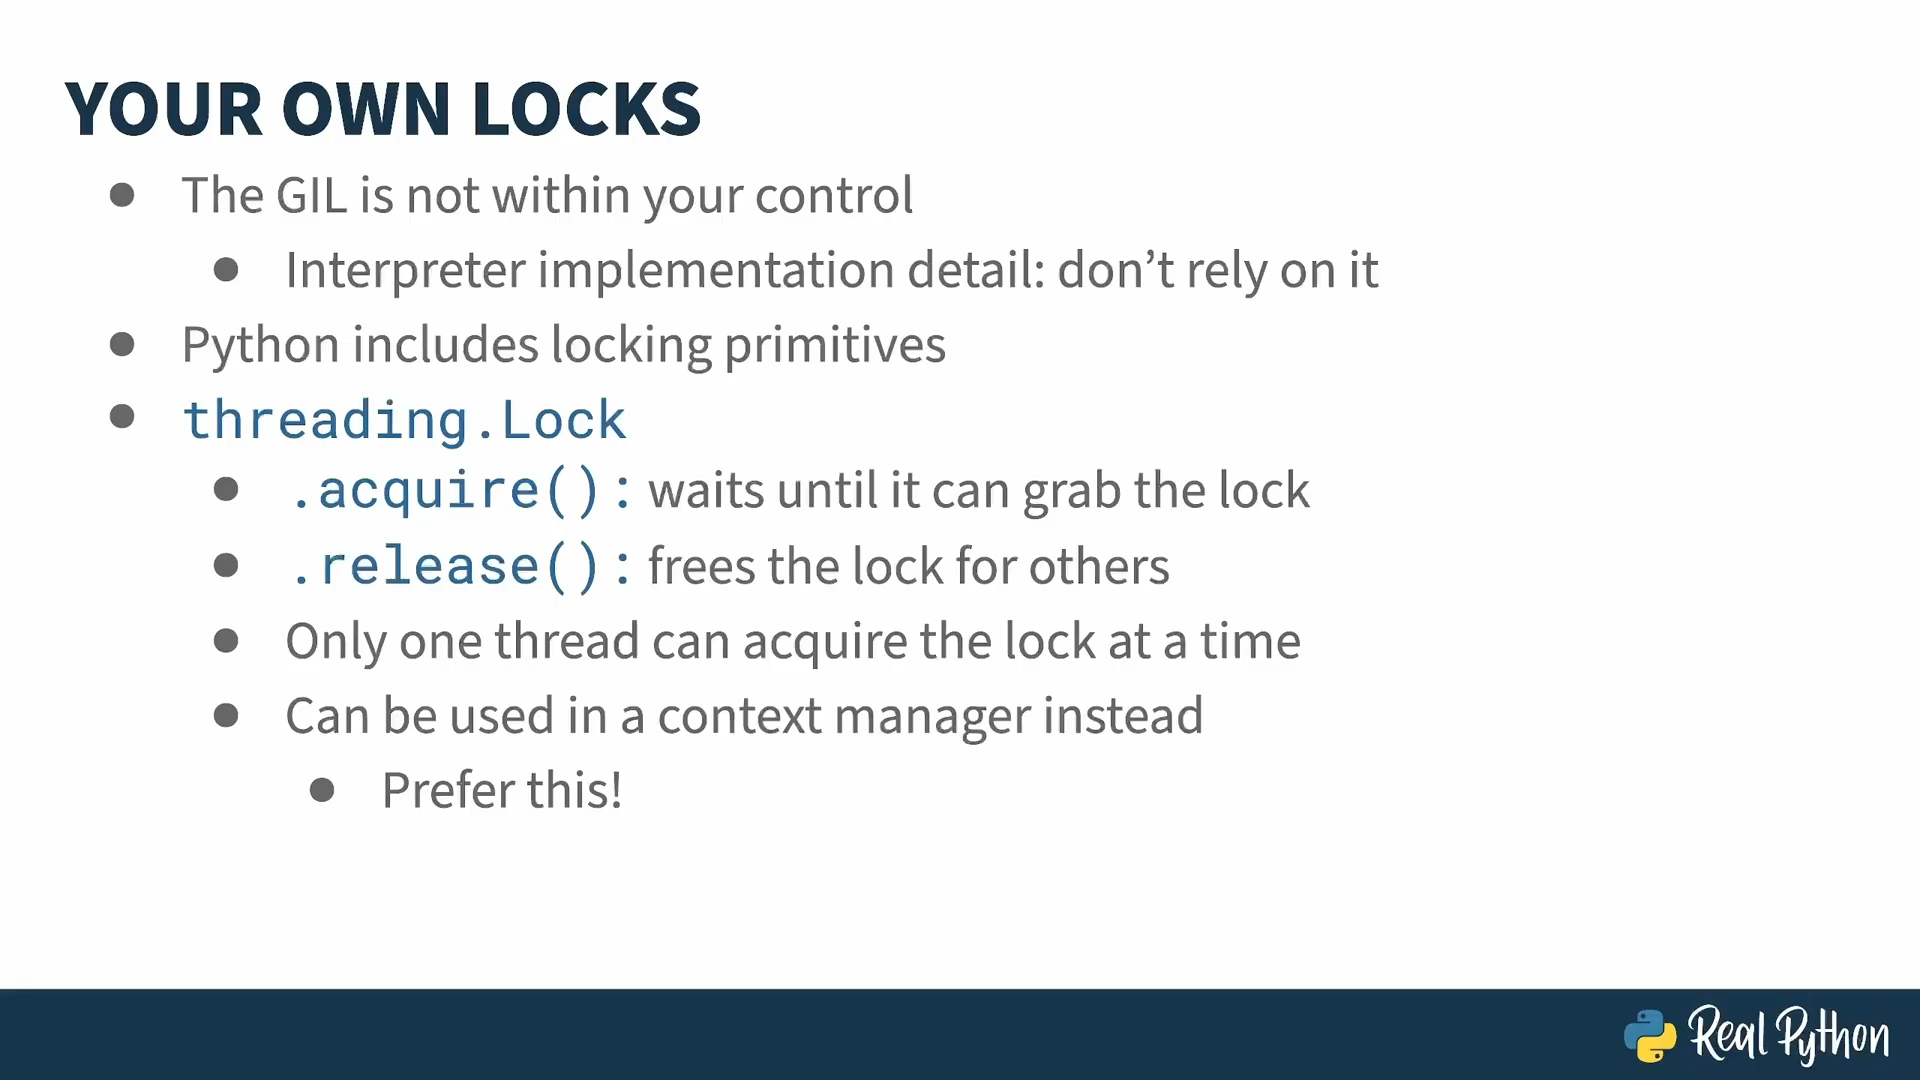 YOUR OWN LOCKS
● The GIL is not within your control
● Interpreter implementation detail: don’t rely on it
● Python includes locking primitives
● threading.Lock
● .acquire(): waits until it can grab the lock
● .release(): frees the lock for others
● Only one thread can acquire the lock at a time
● Can be used in a context manager instead
● Prefer this!
Real Python